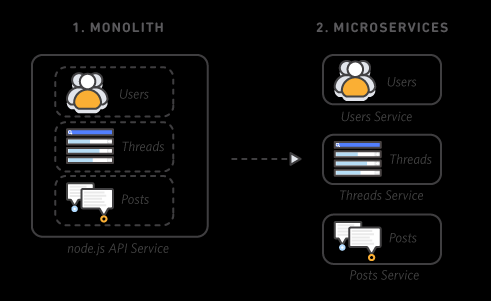 1. MONOLITH
Users
Threads
Posts
node.js API Service
2. MICROSERVICES
Users
Users Service
Threads
Threads Service
Posts
Posts Service